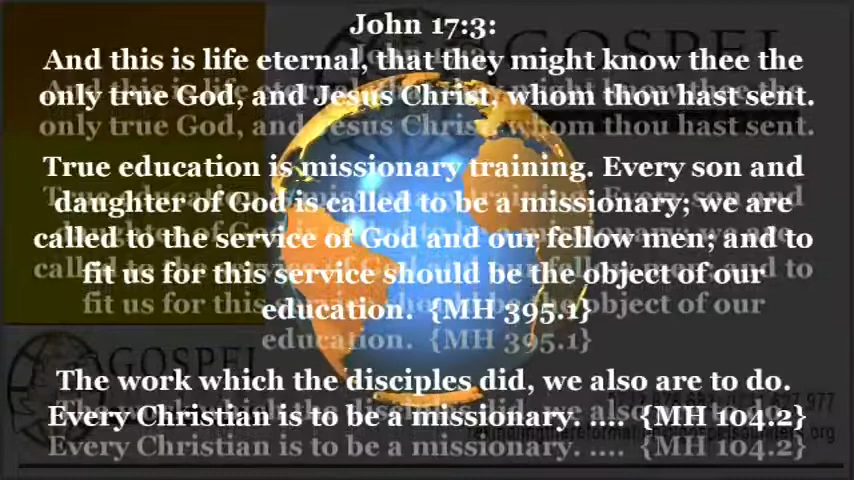 John 17:3:
And this is life eternal, that they might know thee the
only true God, and Jesus Christ, whom thou hast sent.
True education is missionary training. Every son and
daughter of God is called to be a missionary; we are
called to the service of God and our fellow men; and to
fit us for this service should be the object of our
education. {MH 395.1}
The work which the disciples did, we also are to do.
Every Christian is to be a missionary. .... {MH 104.2}
GOSPEL
GOSPEL